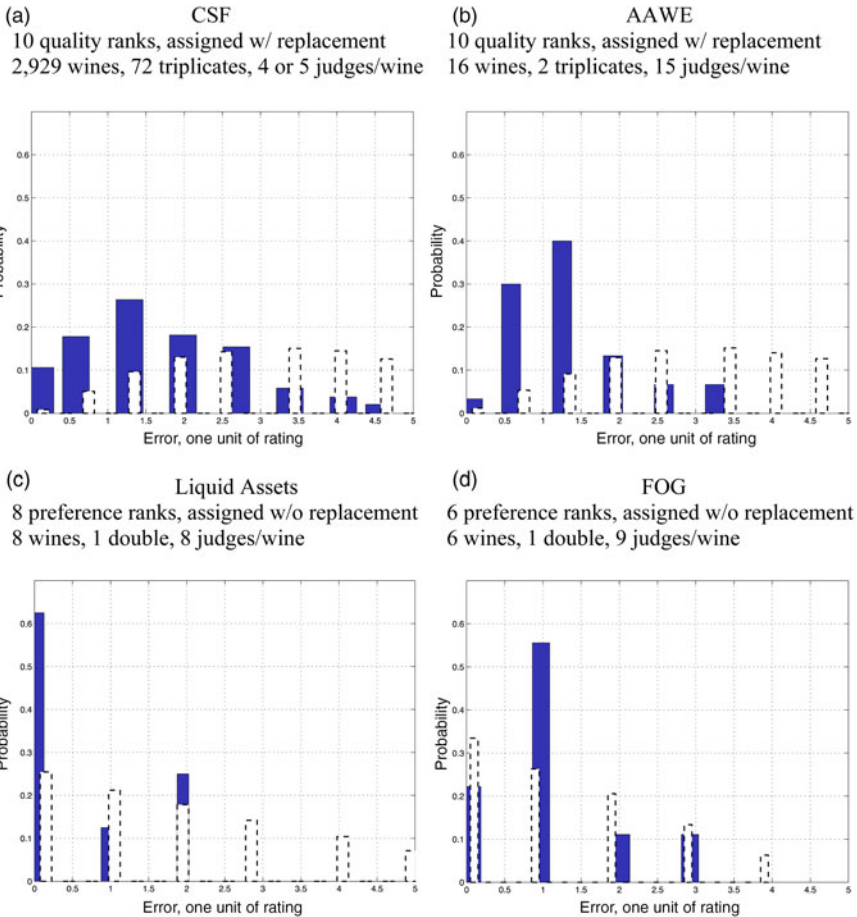 (a) CSF
10 quality ranks, assigned w/ replacement
2,929 wines, 72 triplicates, 4 or 5 judges/wine
0.6
0.5
0.4
0.3
0.2
0.1
0
Probability
0 0.5 1 1.5 2 2.5 3 3.5 4 4.5 5
Error, one unit of rating
(b) AAWE
10 quality ranks, assigned w/ replacement
16 wines, 2 triplicates, 15 judges/wine
0.6
0.5
0.4
0.3
0.2
0.1
0
Probability
0 0.5 1 1.5 2 2.5 3 3.5 4 4.5 5
Error, one unit of rating
(c) Liquid Assets
8 preference ranks, assigned w/o replacement
8 wines, 1 double, 8 judges/wine
0.6
0.5
0.4
0.3
0.2
0.1
0
Probability
0 0.5 1 1.5 2 2.5 3 3.5 4 4.5 5
Error, one unit of rating
(d) FOG
6 preference ranks, assigned w/o replacement
6 wines, 1 double, 9 judges/wine
0.6
0.5
0.4
0.3
0.2
0.1
0
Probability
0 0.5 1 1.5 2 2.5 3 3.5 4 4.5 5
Error, one unit of rating